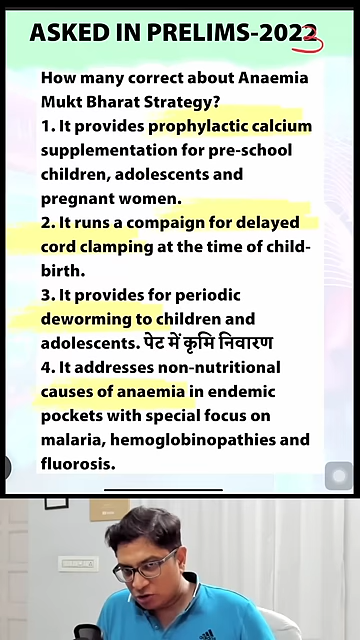 ASKED IN PRELIMS-2022
3
How many correct about Anaemia
Mukt Bharat Strategy?
1. It provides prophylactic calcium
supplementation for pre-school
children, adolescents and
pregnant women.
2. It runs a compaign for delayed
cord clamping at the time of child-
birth.
3. It provides for periodic
deworming to children and
adolescents. पेट में कृमि निवारण
4. It addresses non-nutritional
causes of anaemia in endemic
pockets with special focus on
malaria, hemoglobinopathies and
fluorosis.